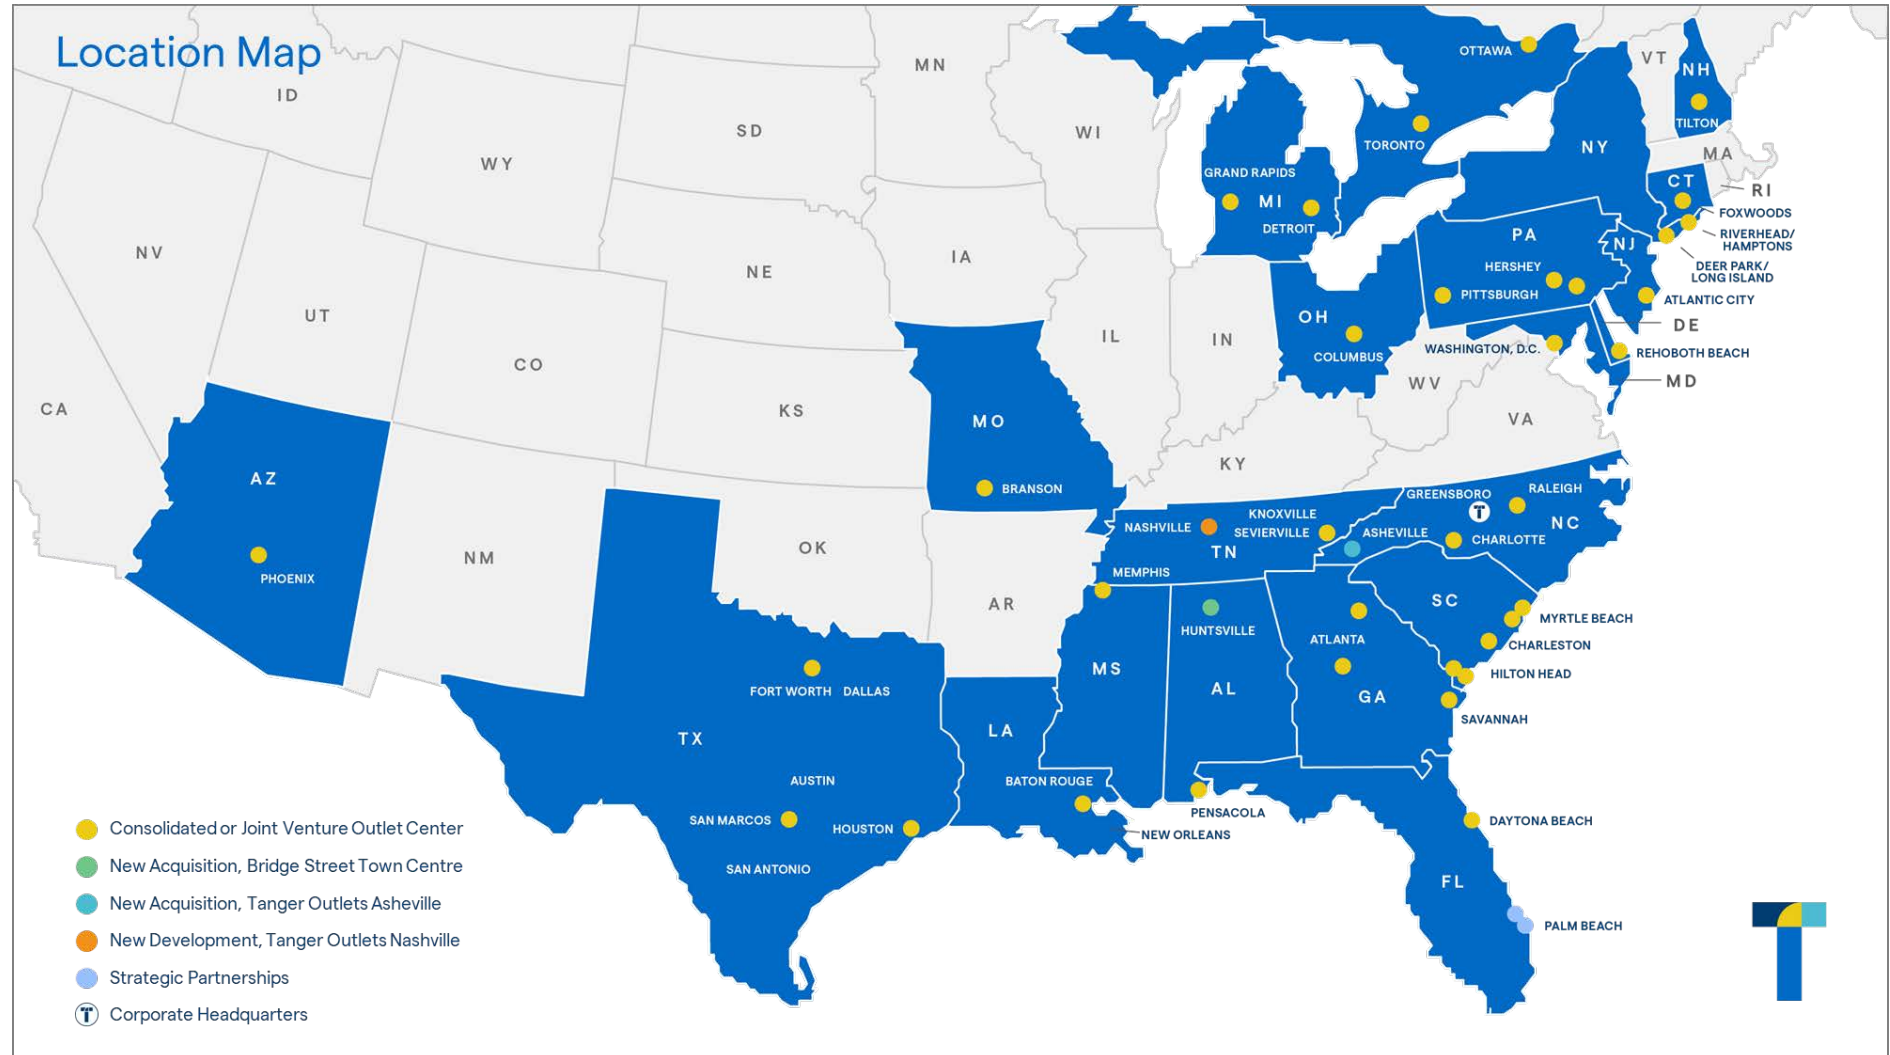 Location Map
OTTAWA
VT
NH
MN
ID
TILTON
SD
WI
TORONTO
NY
MA
WY
GRAND RAPIDS
CT
RI
MI
FOXWOODS
DETROIT
RIVERHEAD/
HAMPTONS
PA
NJ
NV
IA
HERSHEY
DEER PARK/
LONG ISLAND
NE
PITTSBURGH
ATLANTIC CITY
UT
OH
DE
IL
IN
COLUMBUS
WASHINGTON, D.C.
REHOBOTH BEACH
CO
WV
MD
CA
KS
MO
VA
KY
AZ
BRANSON
GREENSBORO
RALEIGH
T
NASHVILLE
KNOXVILLE
SEVIERVILLE
ASHEVILLE
NC
CHARLOTTE
OK
TN
NM
PHOENIX
MEMPHIS
AR
SC
HUNTSVILLE
ATLANTA
MYRTLE BEACH
CHARLESTON
MS
HILTON HEAD
FORT WORTH
DALLAS
AL
GA
SAVANNAH
TX
LA
AUSTIN
BATON ROUGE
SAN MARCOS
HOUSTON
PENSACOLA
DAYTONA BEACH
NEW ORLEANS
SAN ANTONIO
FL
PALM BEACH
Consolidated or Joint Venture Outlet Center
New Acquisition, Bridge Street Town Centre
New Acquisition, Tanger Outlets Asheville
New Development, Tanger Outlets Nashville
Strategic Partnerships
T Corporate Headquarters
T